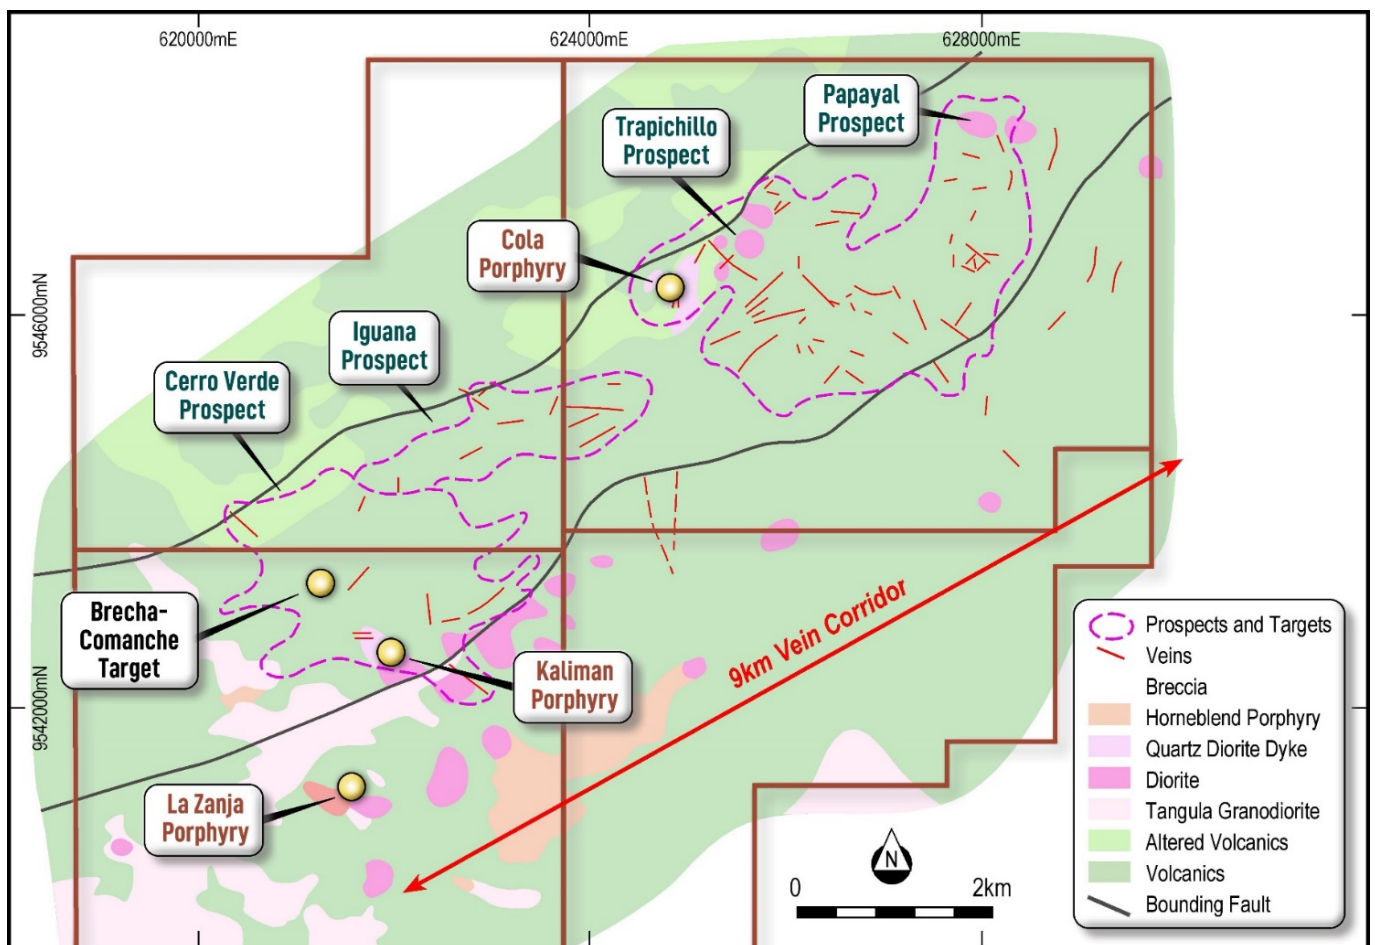 620000mE
624000mE
628000mE
Papayal
Prospect
Trapichillo
Prospect
Cola
Porphyry
9546000mN
Iguana
Prospect
Cerro Verde
Prospect
Brecha-
Comanche
Target
Kaliman
Porphyry
9542000mN
La Zanja
Porphyry
9km Vein Corridor
Prospects and Targets
Veins
Breccia
Horneblend Porphyry
Quartz Diorite Dyke
Diorite
Tangula Granodiorite
Altered Volcanics
Volcanics
Bounding Fault
N
0 2km